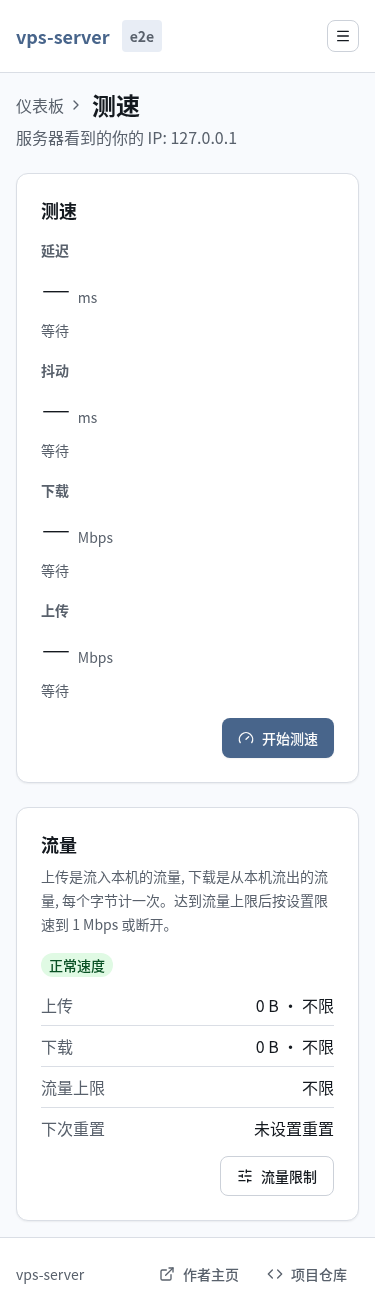 vps-server e2e
仪表板 > 测速
服务器看到的你的 IP: 127.0.0.1
测速
延迟
— ms
等待
抖动
— ms
等待
下载
— Mbps
等待
上传
— Mbps
等待
开始测速
流量
上传是流入本机的流量, 下载是从本机流出的流
量, 每个字节计一次。达到流量上限后按设置限
速到 1 Mbps 或断开。
正常速度
上传 0 B · 不限
下载 0 B · 不限
流量上限 不限
下次重置 未设置重置
流量限制
vps-server 作者主页 项目仓库